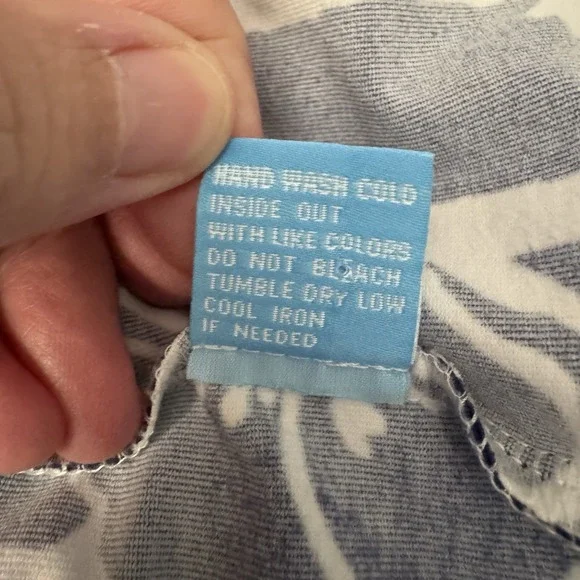 HAND WASH COLD
INSIDE OUT
WITH LIKE COLORS
DO NOT BLEACH
TUMBLE DRY LOW
COOL IRON
IF NEEDED